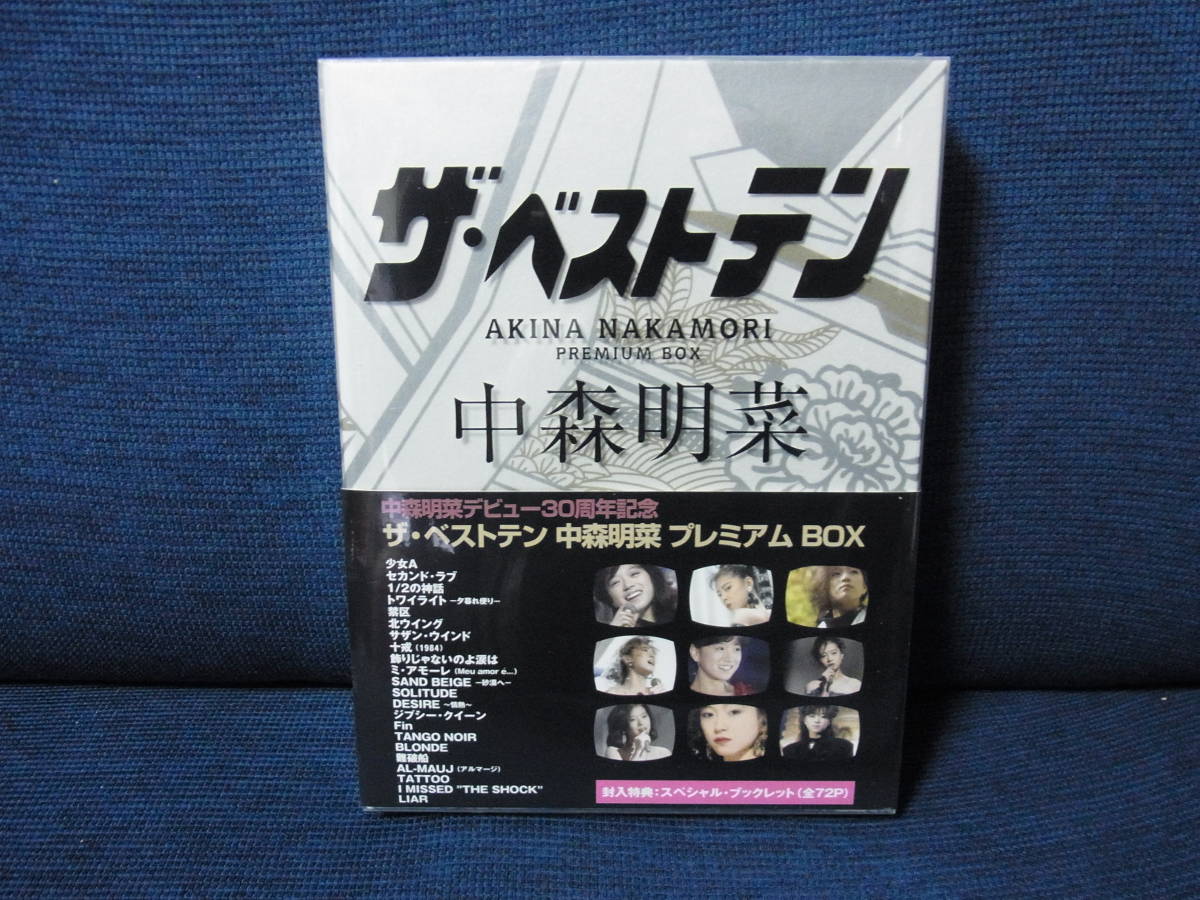 ザ・ベストテン
AKINA NAKAMORI
PREMIUM BOX
中森明菜
中森明菜デビュー30周年記念
ザ・ベストテン 中森明菜 プレミアム BOX
少女A
セカンド・ラブ
1/2の神話
トワイライト －夕暮れ便り－
禁区
北ウイング
サザン・ウインド
十戒 (1984)
飾りじゃないのよ涙は
ミ・アモーレ (Meu amor é...)
SAND BEIGE －砂漠へ－
SOLITUDE
DESIRE ～情熱～
ジプシー・クイーン
Fin
TANGO NOIR
BLONDE
難破船
AL-MAUJ (アルマージ)
TATTOO
I MISSED "THE SHOCK"
LIAR
封入特典：スペシャル・ブックレット（全72P）